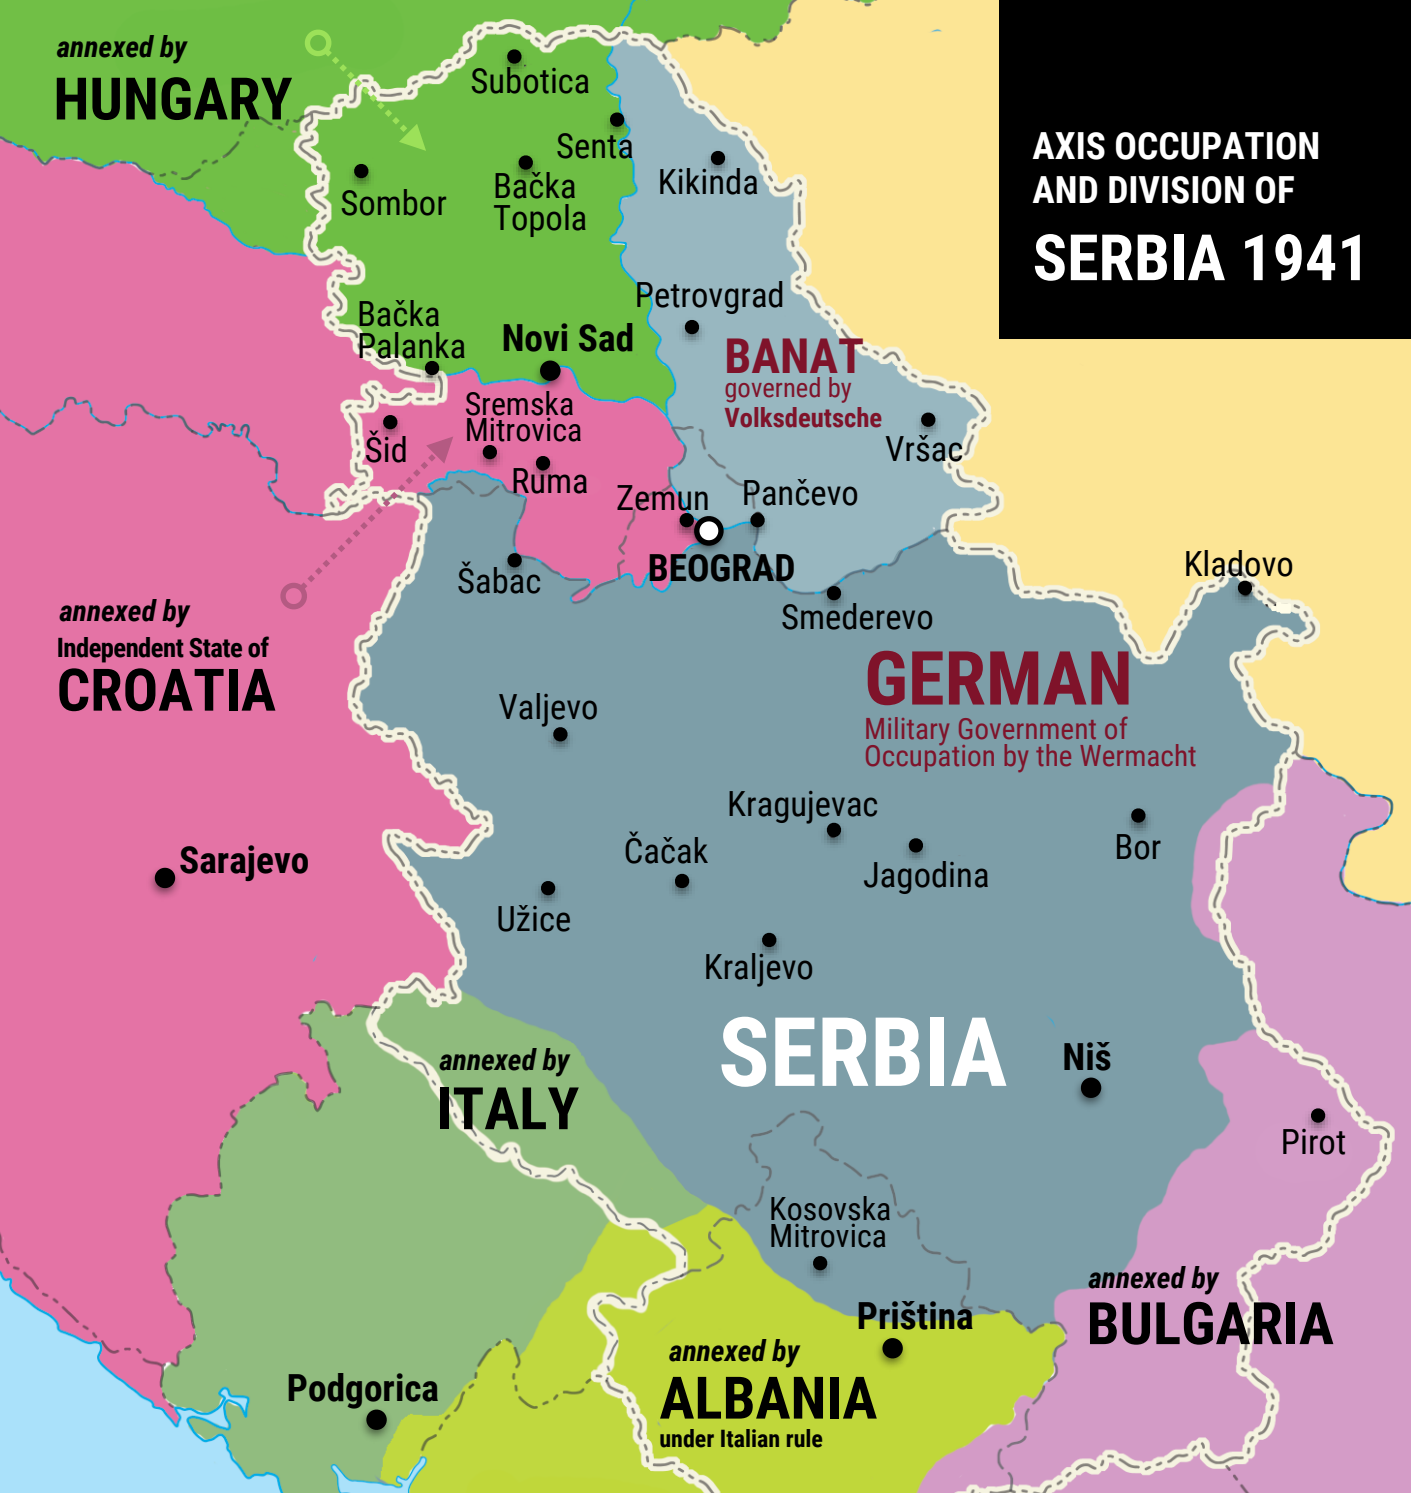 annexed by
HUNGARY
Subotica
Senta
Sombor
Bačka
Topola
Kikinda
AXIS OCCUPATION
AND DIVISION OF
SERBIA 1941
Petrovgrad
Bačka
Palanka
Novi Sad
BANAT
governed by
Volksdeutsche
Vršac
Šid
Sremska
Mitrovica
Ruma
Zemun
Pančevo
BEOGRAD
Šabac
Smederevo
Kladovo
annexed by
Independent State of
CROATIA
GERMAN
Military Government of
Occupation by the Wermacht
Valjevo
Kragujevac
Čačak
Jagodina
Bor
Sarajevo
Užice
Kraljevo
SERBIA
Niš
annexed by
ITALY
Pirot
Kosovska
Mitrovica
annexed by
BULGARIA
Priština
annexed by
ALBANIA
under Italian rule
Podgorica